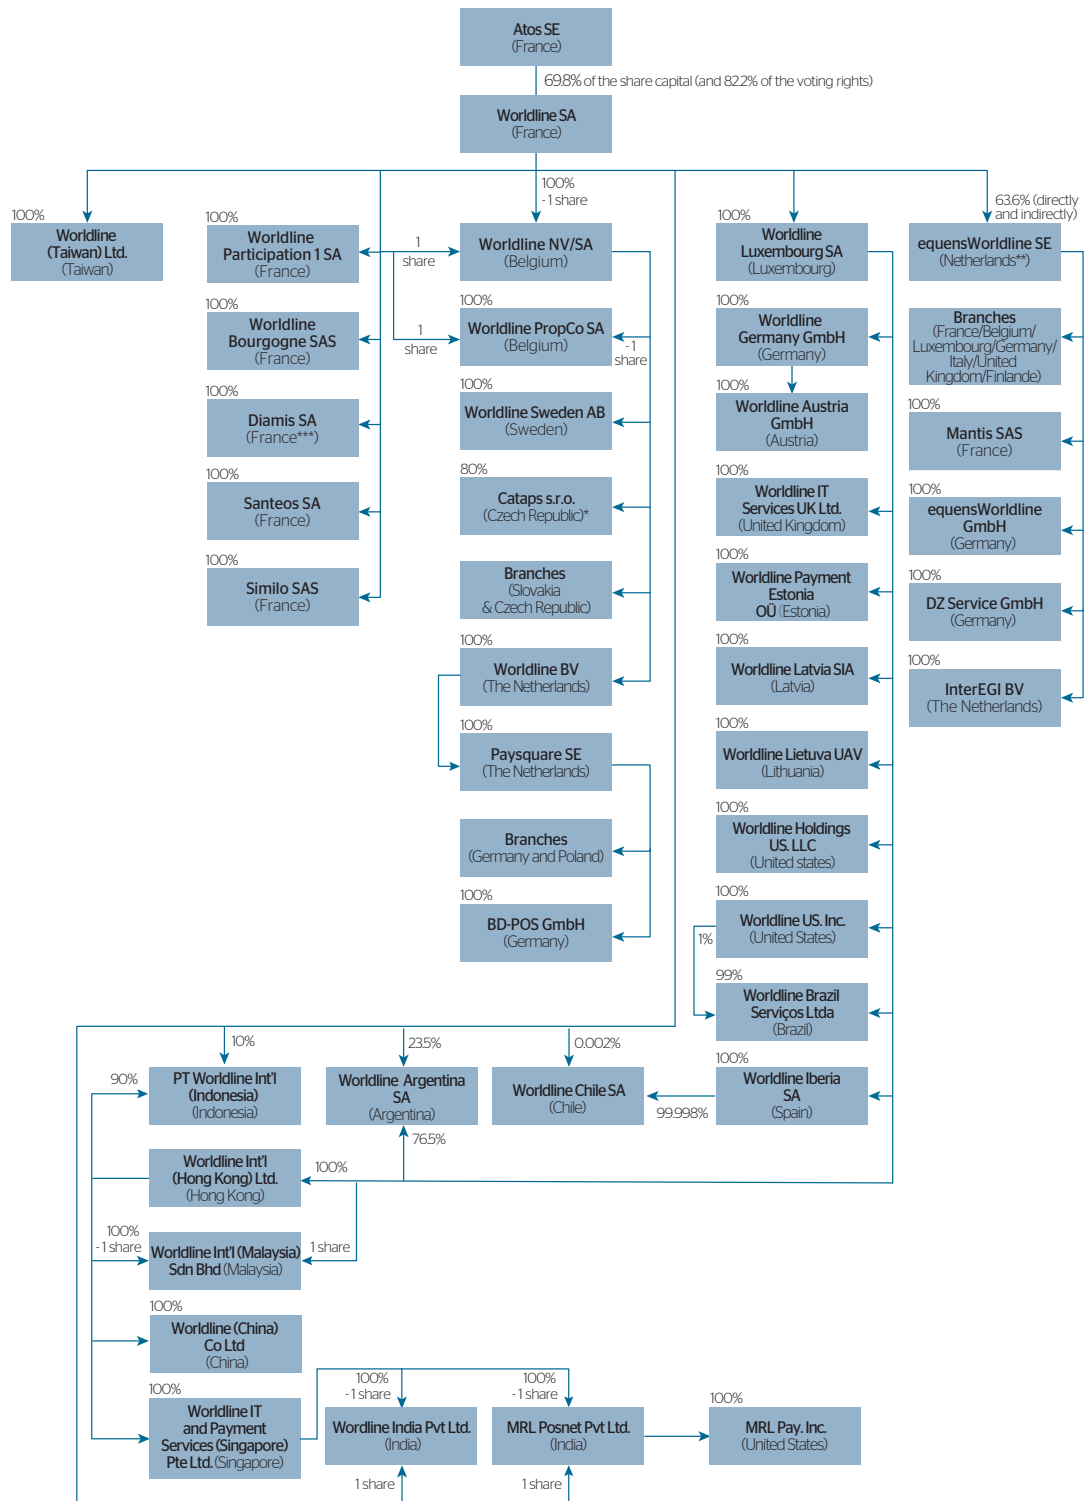 Atos SE
(France)
69.8% of the share capital (and 82.2% of the voting rights)
Worldline SA
(France)
100%
Worldline
(Taiwan) Ltd.
(Taiwan)
100%
Worldline
Participation 1 SA
(France)
100%
Worldline
Bourgogne SAS
(France)
100%
Diamis SA
(France***)
100%
Santeos SA
(France)
100%
Similo SAS
(France)
100%
- 1 share
1
share
Worldline NV/SA
(Belgium)
100%
1
share
Worldline PropCo SA
(Belgium)
- 1
share
100%
Worldline Sweden AB
(Sweden)
80%
Cataps s.r.o.
(Czech Republic)*
Branches
(Slovakia
& Czech Republic)
100%
Worldline BV
(The Netherlands)
100%
Paysquare SE
(The Netherlands)
Branches
(Germany and Poland)
100%
BD-POS GmbH
(Germany)
100%
Worldline
Luxembourg SA
(Luxembourg)
100%
Worldline
Germany GmbH
(Germany)
100%
Worldline Austria
GmbH
(Austria)
100%
Worldline IT
Services UK Ltd.
(United Kingdom)
100%
Worldline Payment
Estonia
OÜ (Estonia)
100%
Worldline Latvia SIA
(Latvia)
100%
Worldline Lietuva UAV
(Lithuania)
100%
Worldline Holdings
US. LLC
(United states)
100%
Worldline US. Inc.
(United States)
1%
99%
Worldline Brazil
Serviços Ltda
(Brazil)
100%
Worldline Iberia
SA
(Spain)
63.6% (directly
and indirectly)
equensWorldline SE
(Netherlands**)
Branches
(France/Belgium/
Luxembourg/Germany/
Italy/United
Kingdom/Finlande)
100%
Mantis SAS
(France)
100%
equensWorldline
GmbH
(Germany)
100%
DZ Service GmbH
(Germany)
100%
InterEGI BV
(The Netherlands)
10%
90%
PT Worldline Int'l
(Indonesia)
(Indonesia)
23.5%
Worldline Argentina
SA
(Argentina)
76.5%
0.002%
Worldline Chile SA
(Chile)
99.998%
Worldline Int'l
(Hong Kong) Ltd.
(Hong Kong)
100%
100%
- 1 share
Worldline Int'l (Malaysia)
Sdn Bhd (Malaysia)
1 share
100%
Worldline (China)
Co Ltd
(China)
100%
Worldline IT
and Payment
Services (Singapore)
Pte Ltd. (Singapore)
100%
- 1 share
Wordline India Pvt Ltd.
(India)
1 share
100%
- 1 share
MRL Posnet Pvt Ltd.
(India)
1 share
100%
MRL Pay. Inc.
(United States)